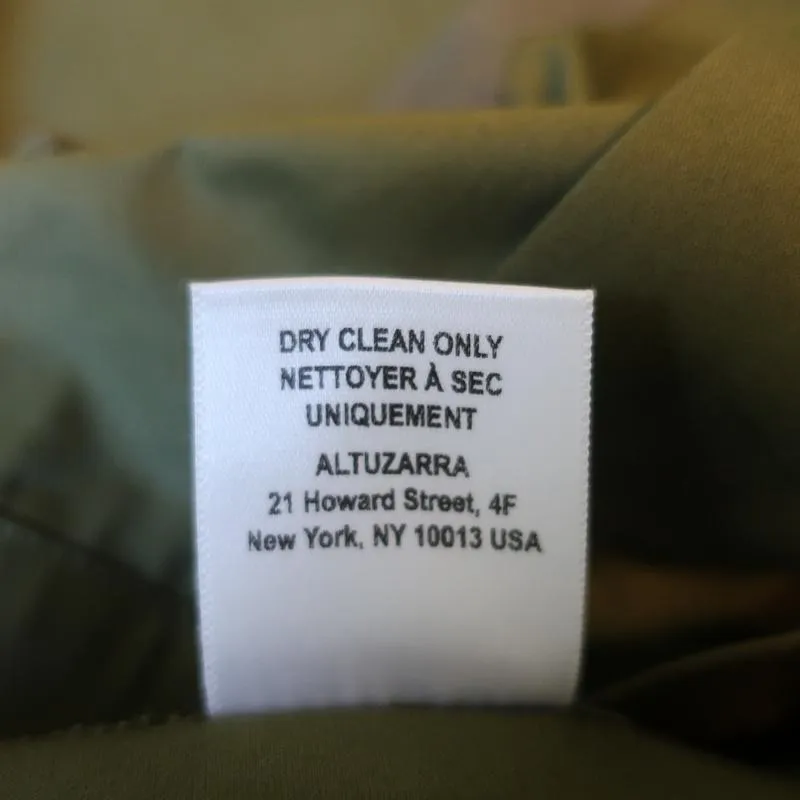 DRY CLEAN ONLY
NETTOYER À SEC
UNIQUEMENT
ALTUZARRA
21 Howard Street, 4F
New York, NY 10013 USA